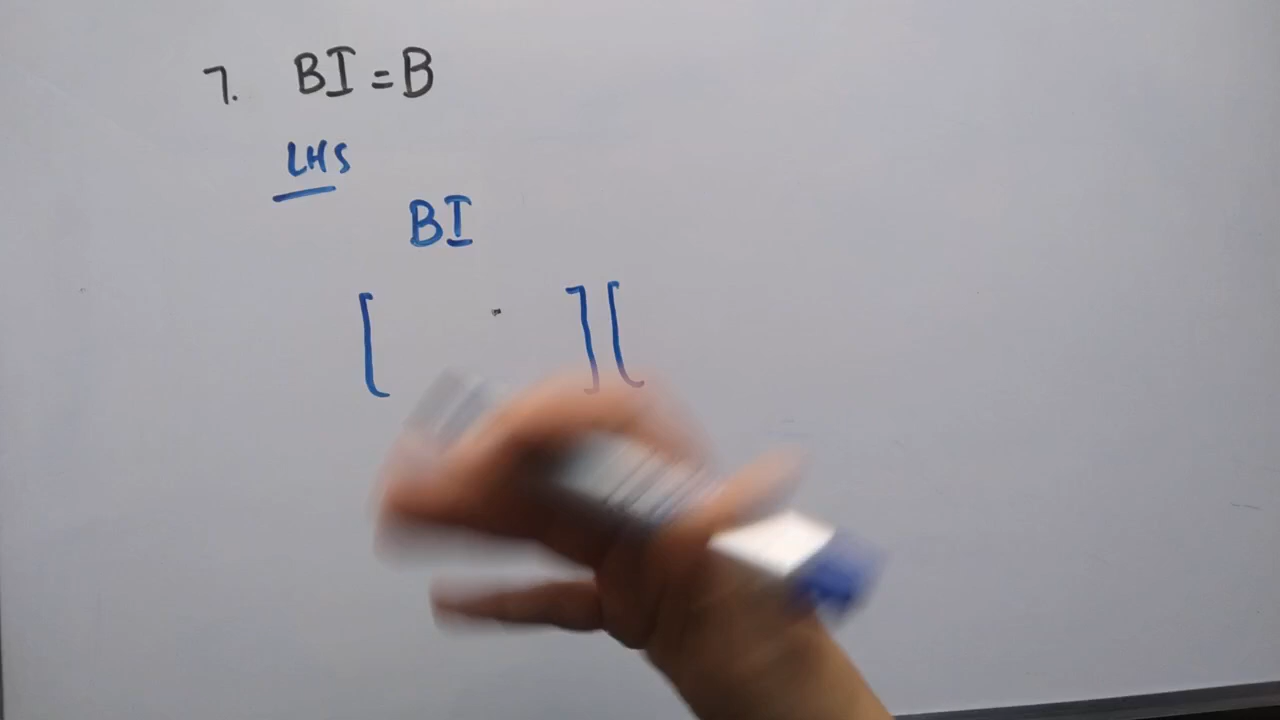 7. BI = B
LHS
BI
[ ] [